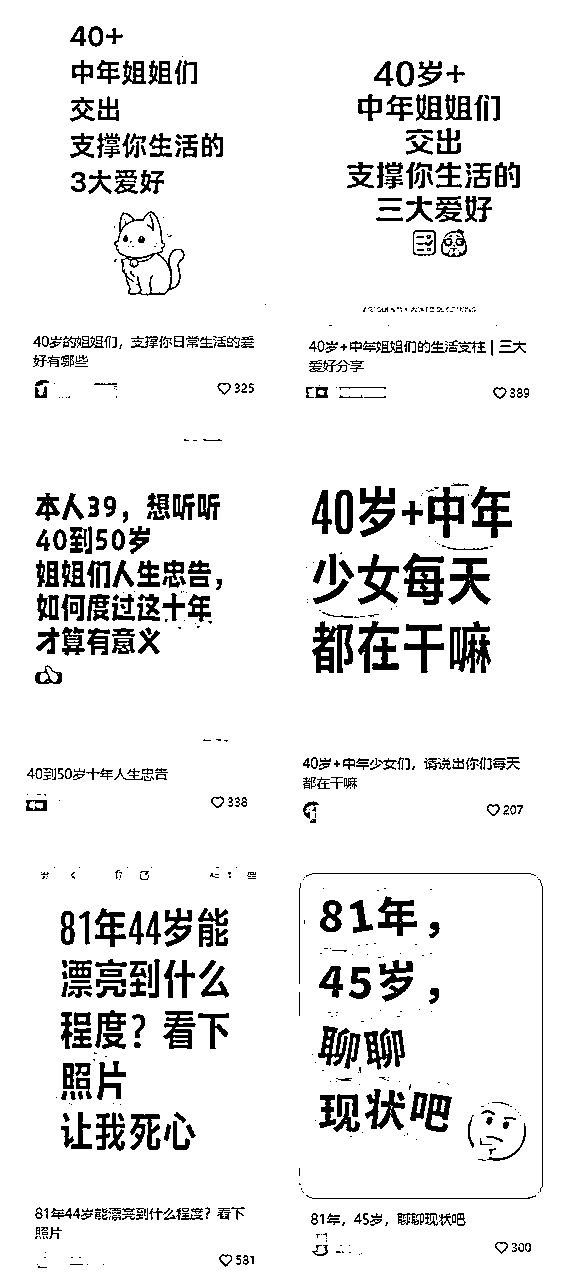 40+
中年姐姐们
交出
支撑你生活的
3大爱好
40岁的姐姐们，支撑你日常生活的爱
好有哪些
325
40岁+
中年姐姐们
交出
支撑你生活的
三大爱好
40岁+中年姐姐们的生活支柱 | 三大
爱好分享
389
本人39，想听听
40到50岁
姐姐们人生忠告，
如何度过这十年
才算有意义
40到50岁十年人生忠告
338
40岁+中年
少女每天
都在干嘛
40岁+中年少女们，请说出你们每天
都在干嘛
207
81年44岁能
漂亮到什么
程度？看下
照片
让我死心
81年44岁能漂亮到什么程度？看下
照片
581
81年，
45岁，
聊聊
现状吧
81年，45岁，聊聊现状吧
300